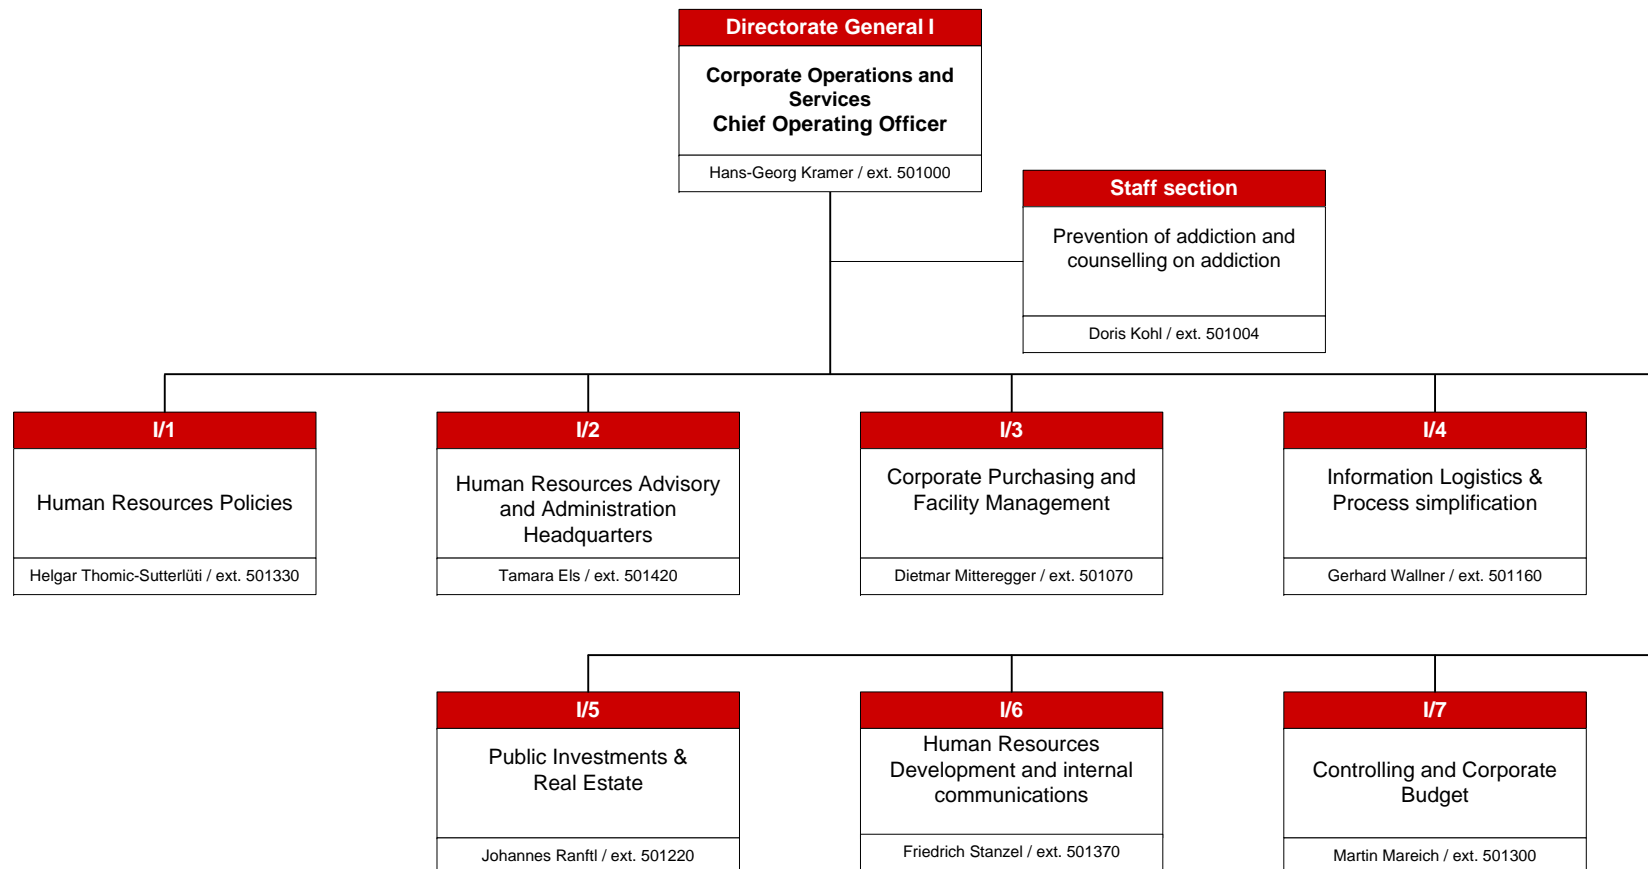 Directorate General I
Corporate Operations and
Services
Chief Operating Officer
Hans-Georg Kramer / ext. 501000
Staff section
Prevention of addiction and
counselling on addiction
Doris Kohl / ext. 501004
I/1
Human Resources Policies
Helgar Thomic-Sutterlüti / ext. 501330
I/2
Human Resources Advisory
and Administration
Headquarters
Tamara Els / ext. 501420
I/3
Corporate Purchasing and
Facility Management
Dietmar Mitteregger / ext. 501070
I/4
Information Logistics &
Process simplification
Gerhard Wallner / ext. 501160
I/5
Public Investments &
Real Estate
Johannes Ranftl / ext. 501220
I/6
Human Resources
Development and internal
communications
Friedrich Stanzel / ext. 501370
I/7
Controlling and Corporate
Budget
Martin Mareich / ext. 501300